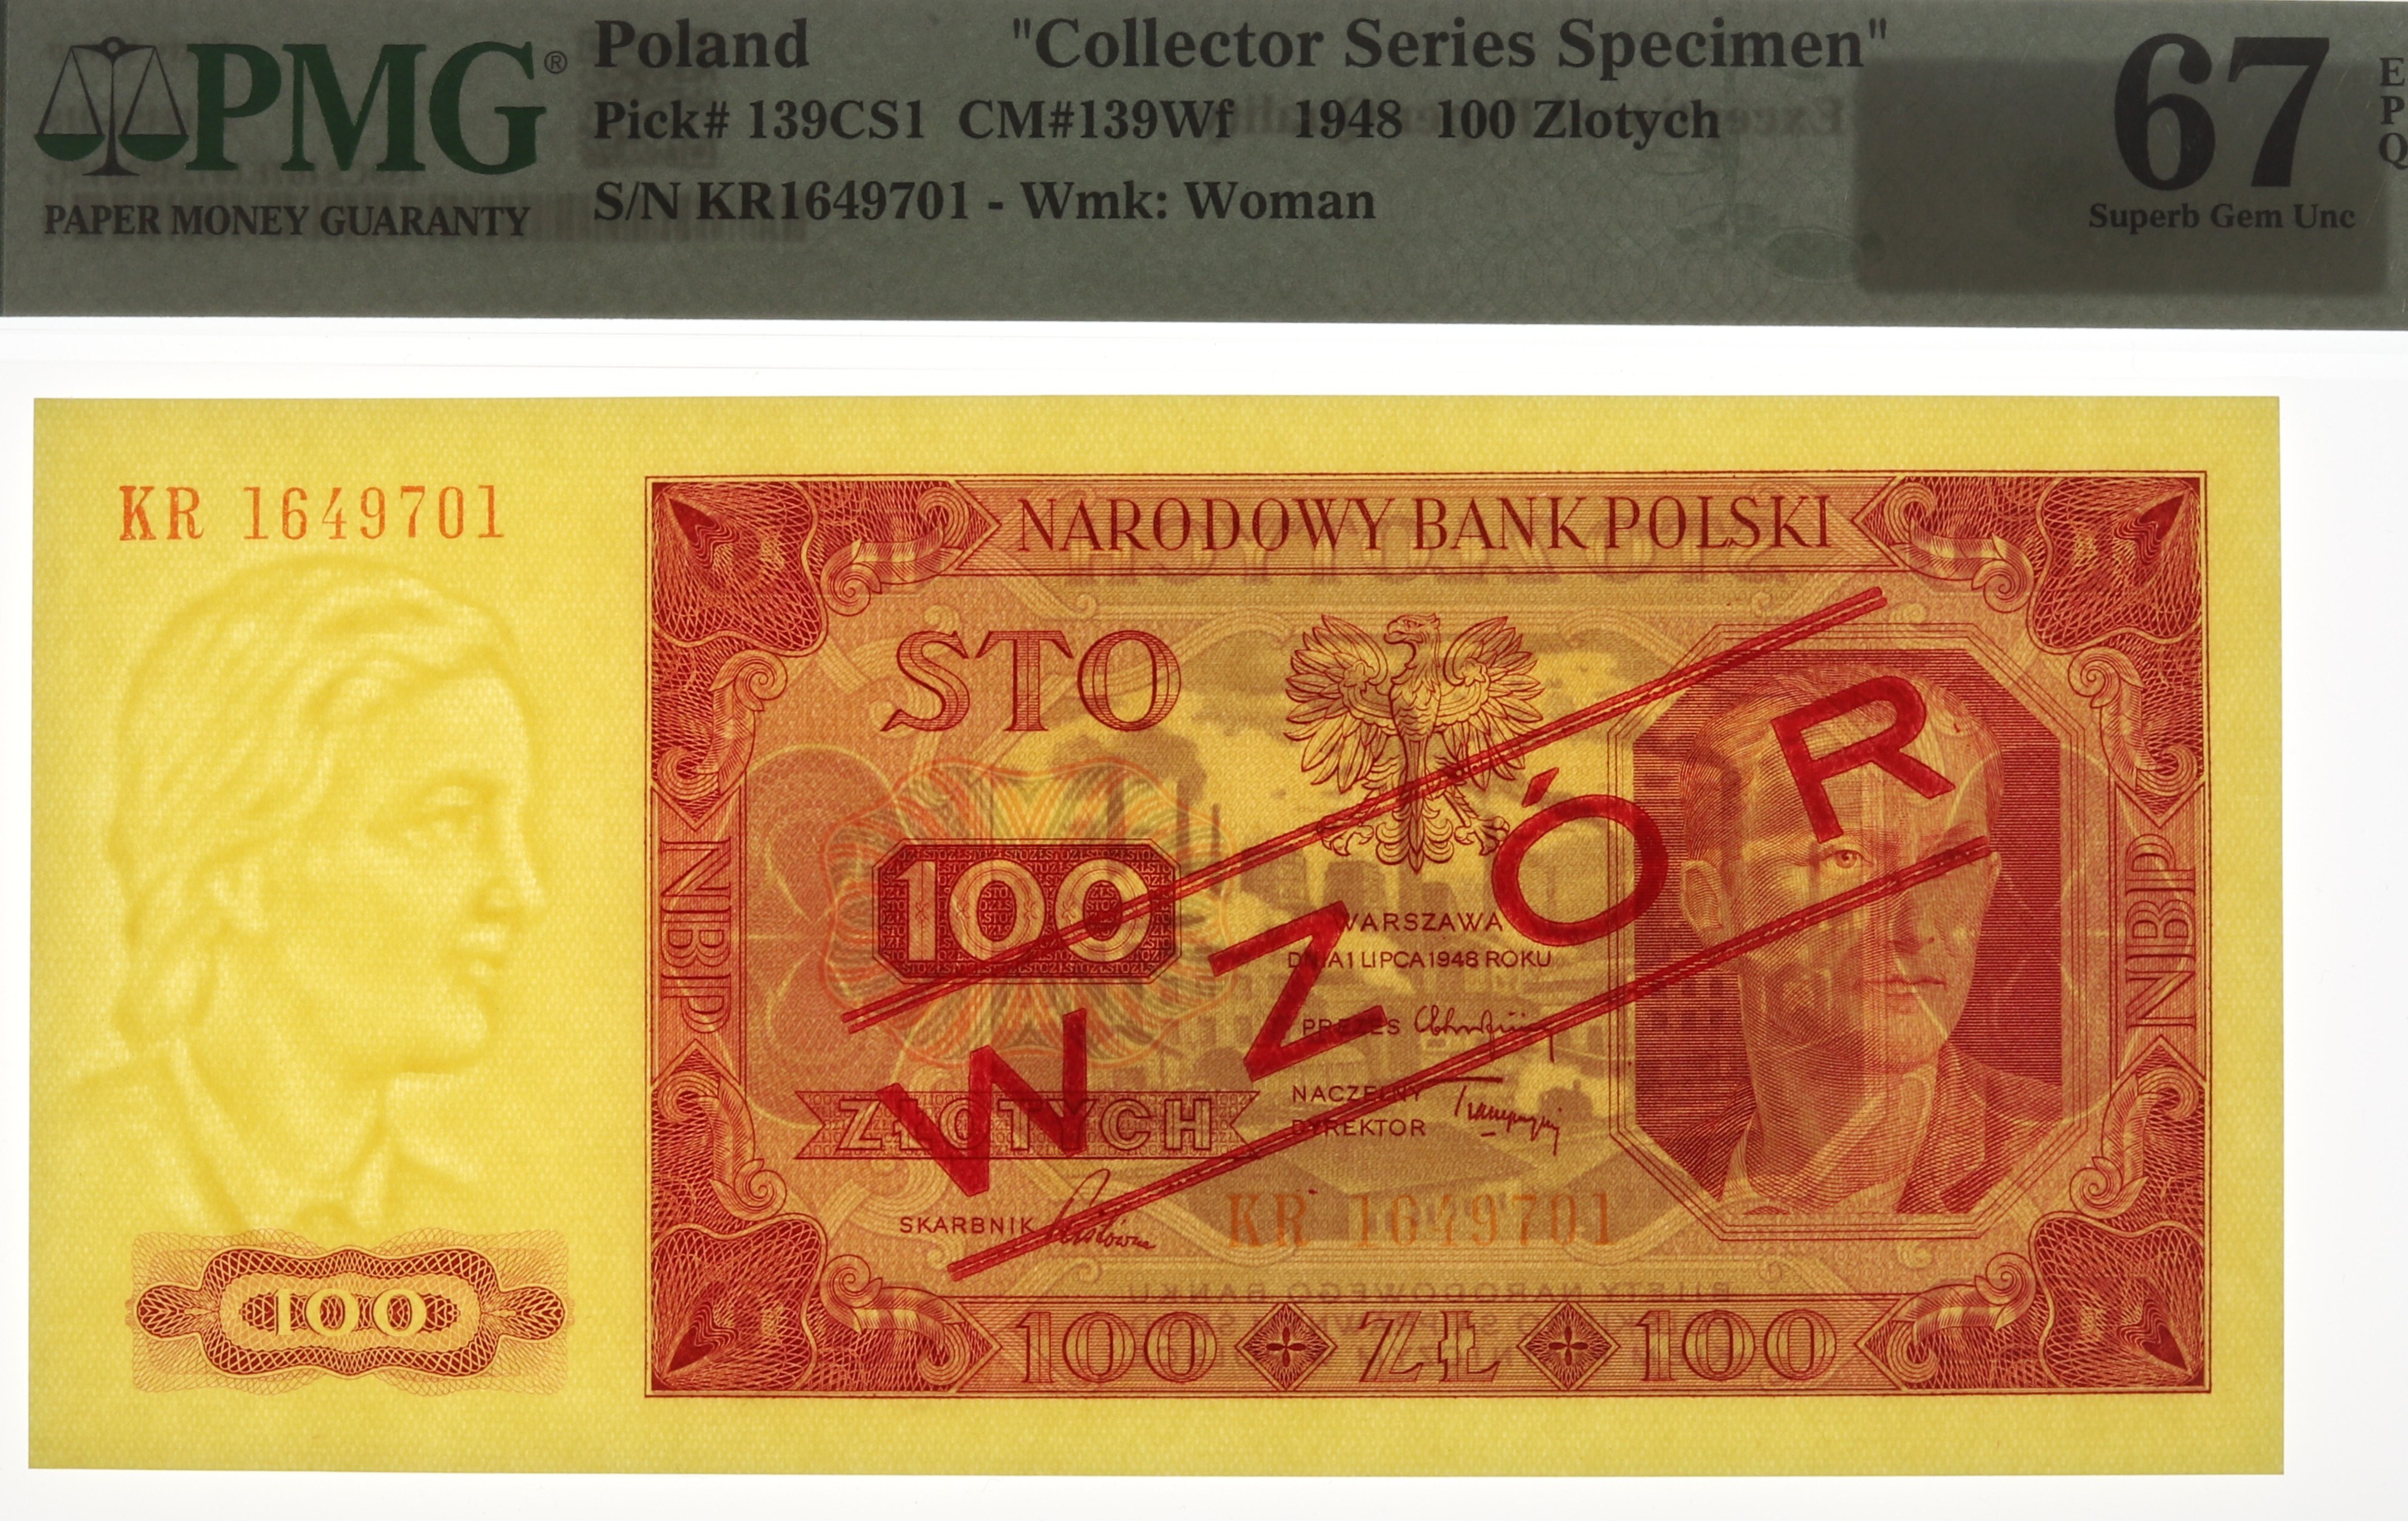 PMG®
PAPER MONEY GUARANTY
Poland "Collector Series Specimen"
Pick# 139CS1 CM#139Wf 1948 100 Zlotych
S/N KR1649701 - Wmk: Woman
67
EPQ
Superb Gem Unc
KR 1649701
NARODOWY BANK POLSKI
STO
100
NBP
NBP
WZÓR
WARSZAWA
DNIA 1 LIPCA 1948 ROKU
PREZES
ZŁOTYCH
NACZELNY
DYREKTOR
SKARBNIK
KR 1649701
100
100 ZŁ 100